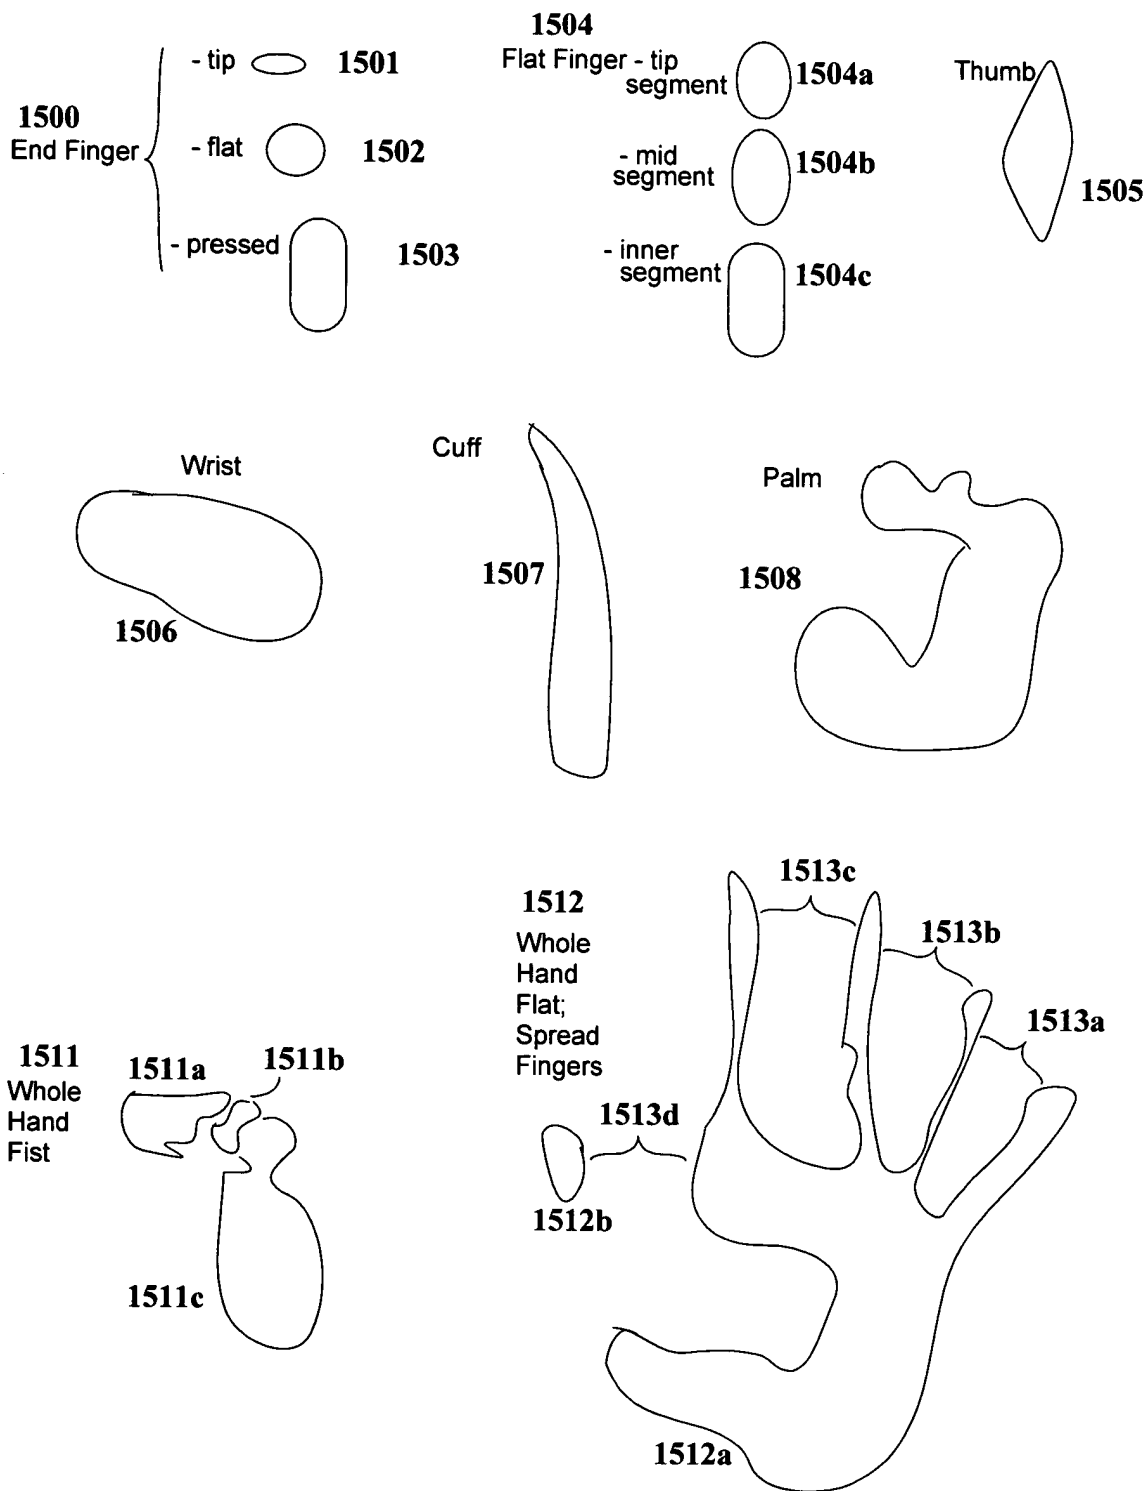 1500
End Finger
- tip 1501
- flat 1502
- pressed 1503
1504
Flat Finger - tip
segment 1504a
- mid
segment 1504b
- inner
segment 1504c
Thumb
1505
Wrist
1506
Cuff
1507
Palm
1508
1511
Whole
Hand
Fist
1511a
1511b
1511c
1512
Whole
Hand
Flat;
Spread
Fingers
1513c
1513b
1513a
1513d
1512b
1512a